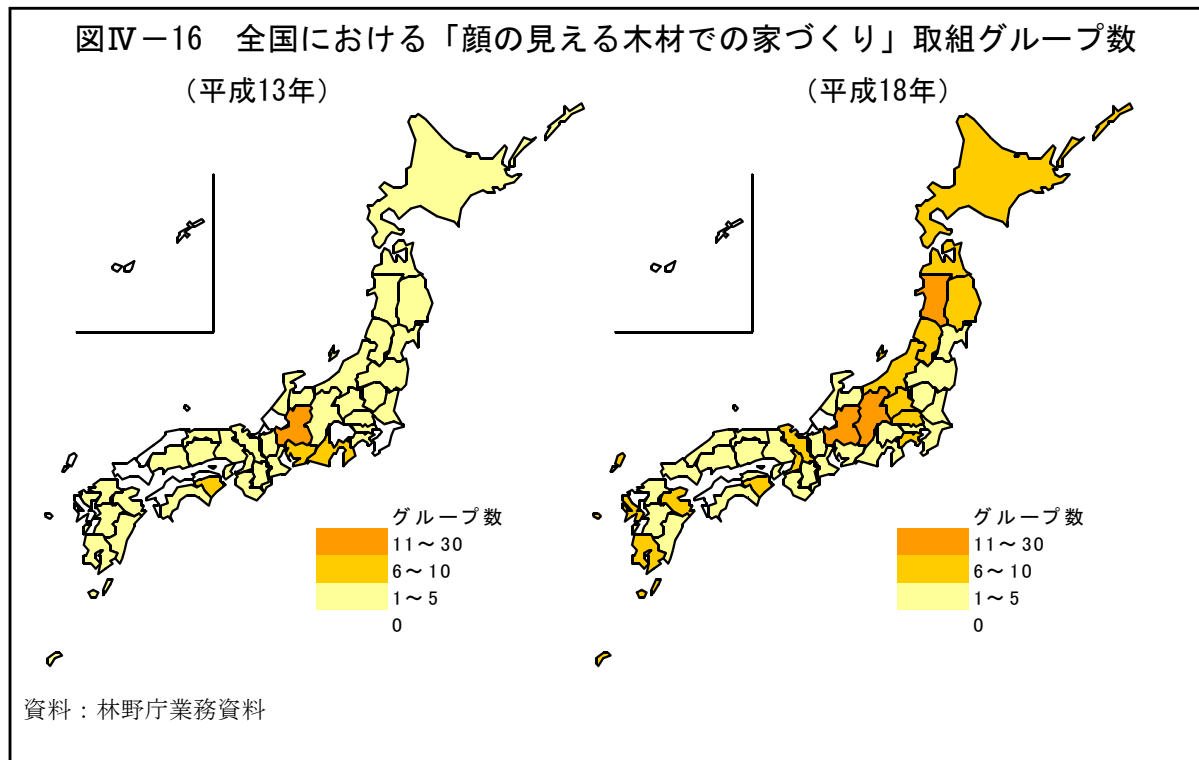 図Ⅳ－16　全国における「顔の見える木材での家づくり」取組グループ数
（平成13年）
（平成18年）
グループ数
11～30
6～10
1～5
0
グループ数
11～30
6～10
1～5
0
資料：林野庁業務資料